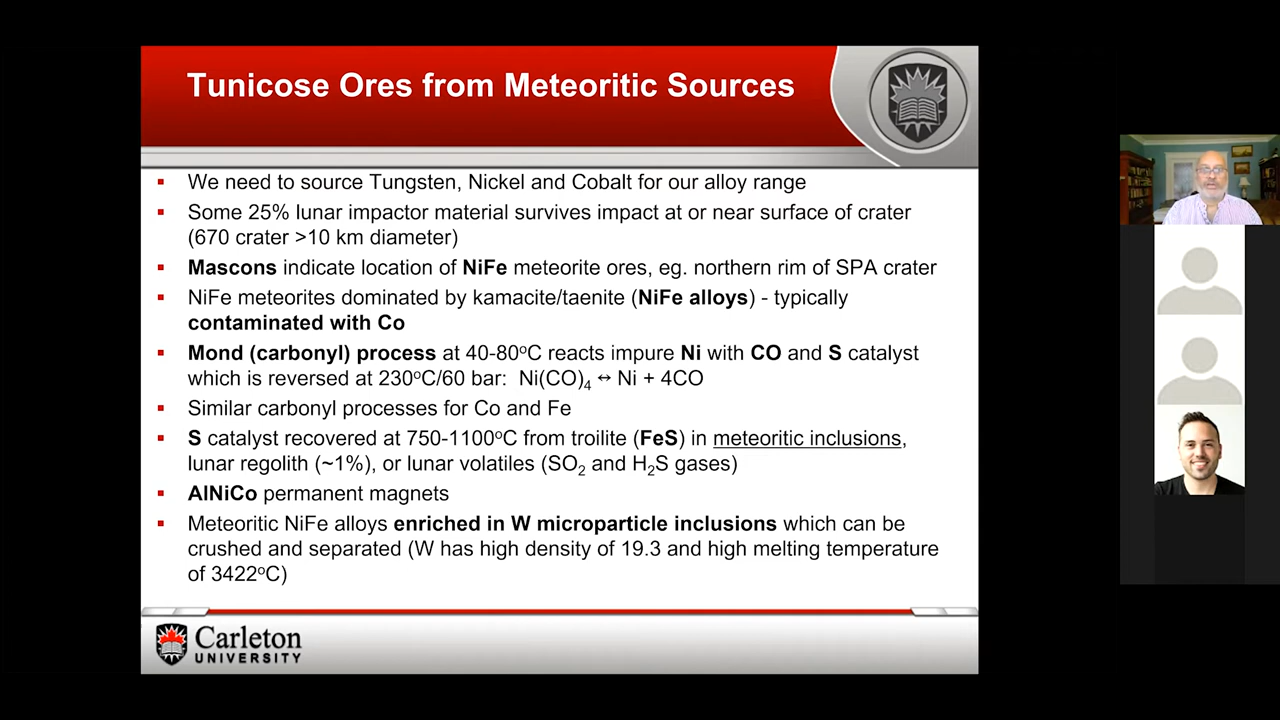 Tunicose Ores from Meteoritic Sources
▪ We need to source Tungsten, Nickel and Cobalt for our alloy range
▪ Some 25% lunar impactor material survives impact at or near surface of crater
(670 crater >10 km diameter)
▪ Mascons indicate location of NiFe meteorite ores, eg. northern rim of SPA crater
▪ NiFe meteorites dominated by kamacite/taenite (NiFe alloys) - typically
contaminated with Co
▪ Mond (carbonyl) process at 40-80ºC reacts impure Ni with CO and S catalyst
which is reversed at 230ºC/60 bar: Ni(CO)₄ ↔ Ni + 4CO
▪ Similar carbonyl processes for Co and Fe
▪ S catalyst recovered at 750-1100ºC from troilite (FeS) in meteoritic inclusions,
lunar regolith (~1%), or lunar volatiles (SO₂ and H₂S gases)
▪ AlNiCo permanent magnets
▪ Meteoritic NiFe alloys enriched in W microparticle inclusions which can be
crushed and separated (W has high density of 19.3 and high melting temperature
of 3422ºC)
Carleton
UNIVERSITY